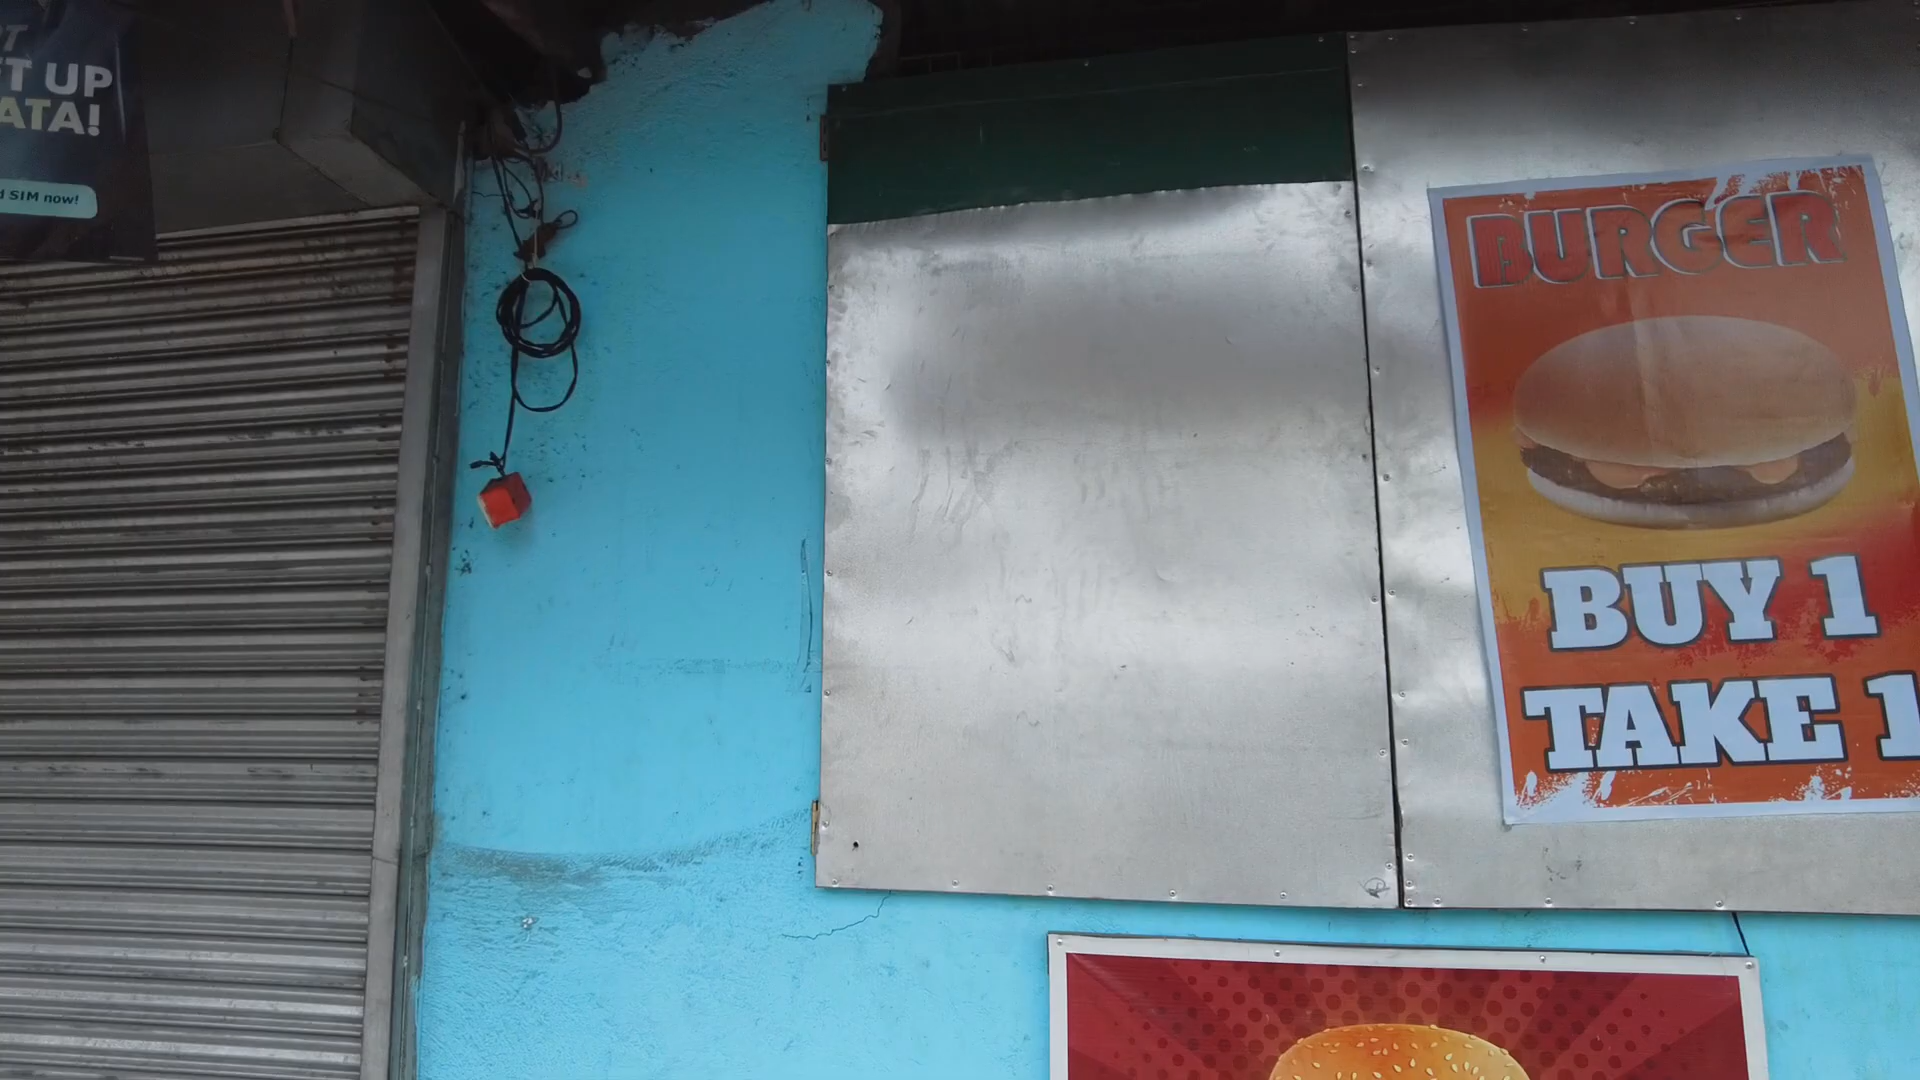 UP
ATA!
SIM now!
BURGER
BUY 1
TAKE 1